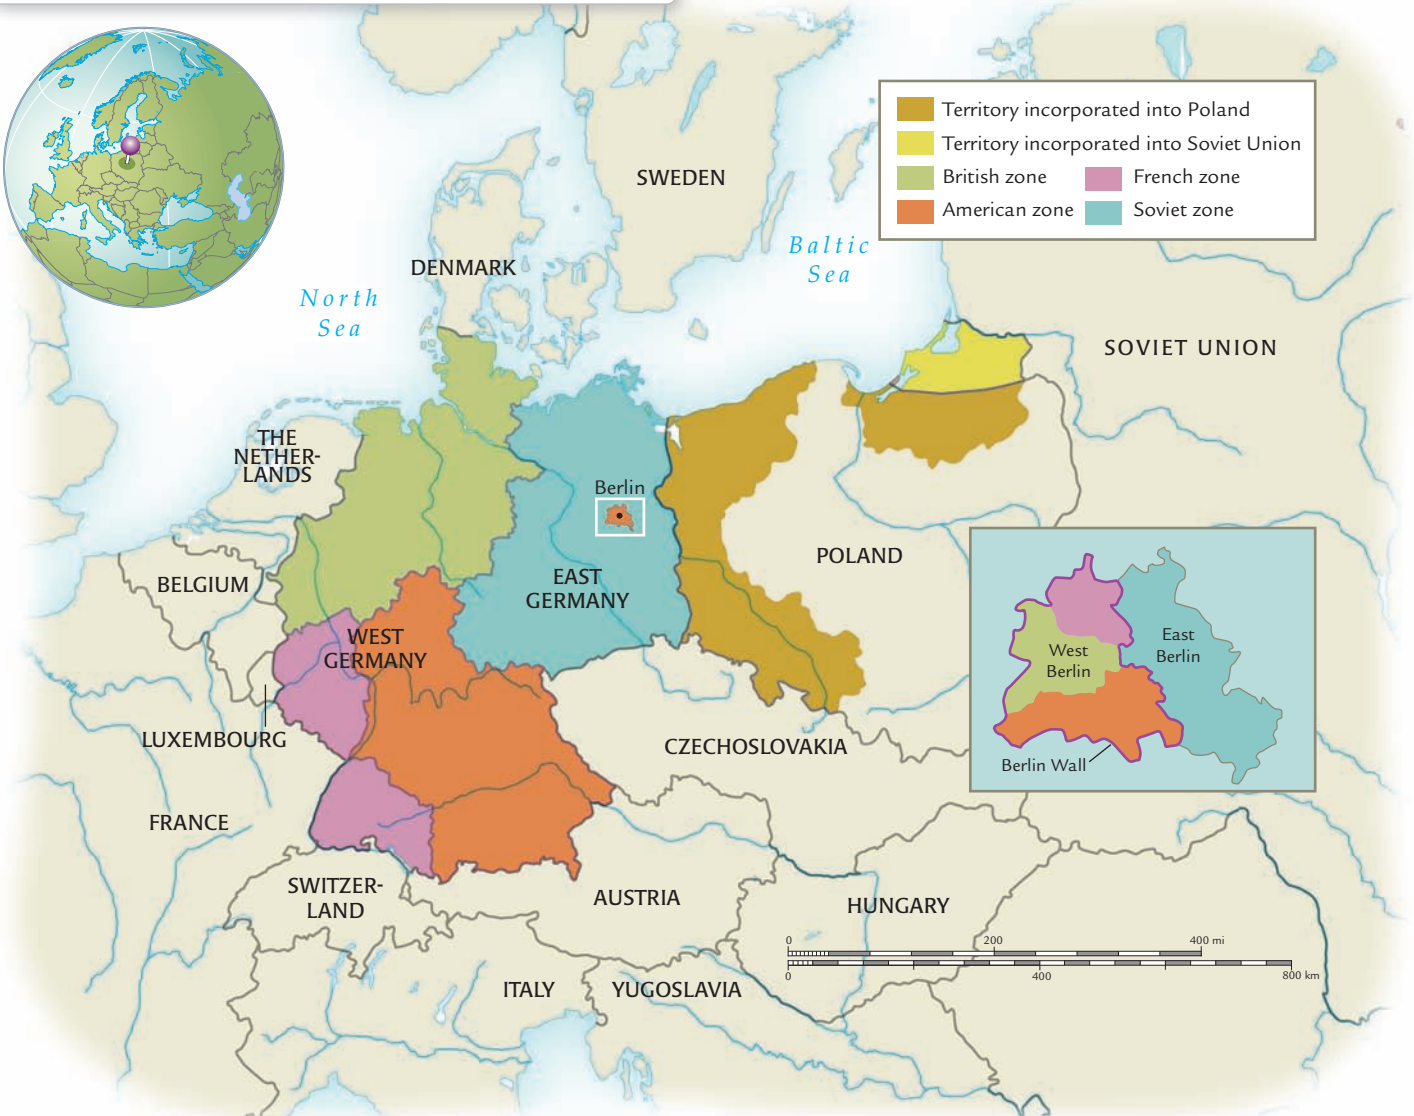 Territory incorporated into Poland
Territory incorporated into Soviet Union
British zone
French zone
American zone
Soviet zone
SWEDEN
Baltic
Sea
DENMARK
North
Sea
SOVIET UNION
THE
NETHER-
LANDS
Berlin
POLAND
BELGIUM
EAST
GERMANY
WEST
GERMANY
East
Berlin
West
Berlin
LUXEMBOURG
CZECHOSLOVAKIA
Berlin Wall
FRANCE
SWITZER-
LAND
AUSTRIA
HUNGARY
0 200 400 mi
0 400 800 km
ITALY
YUGOSLAVIA